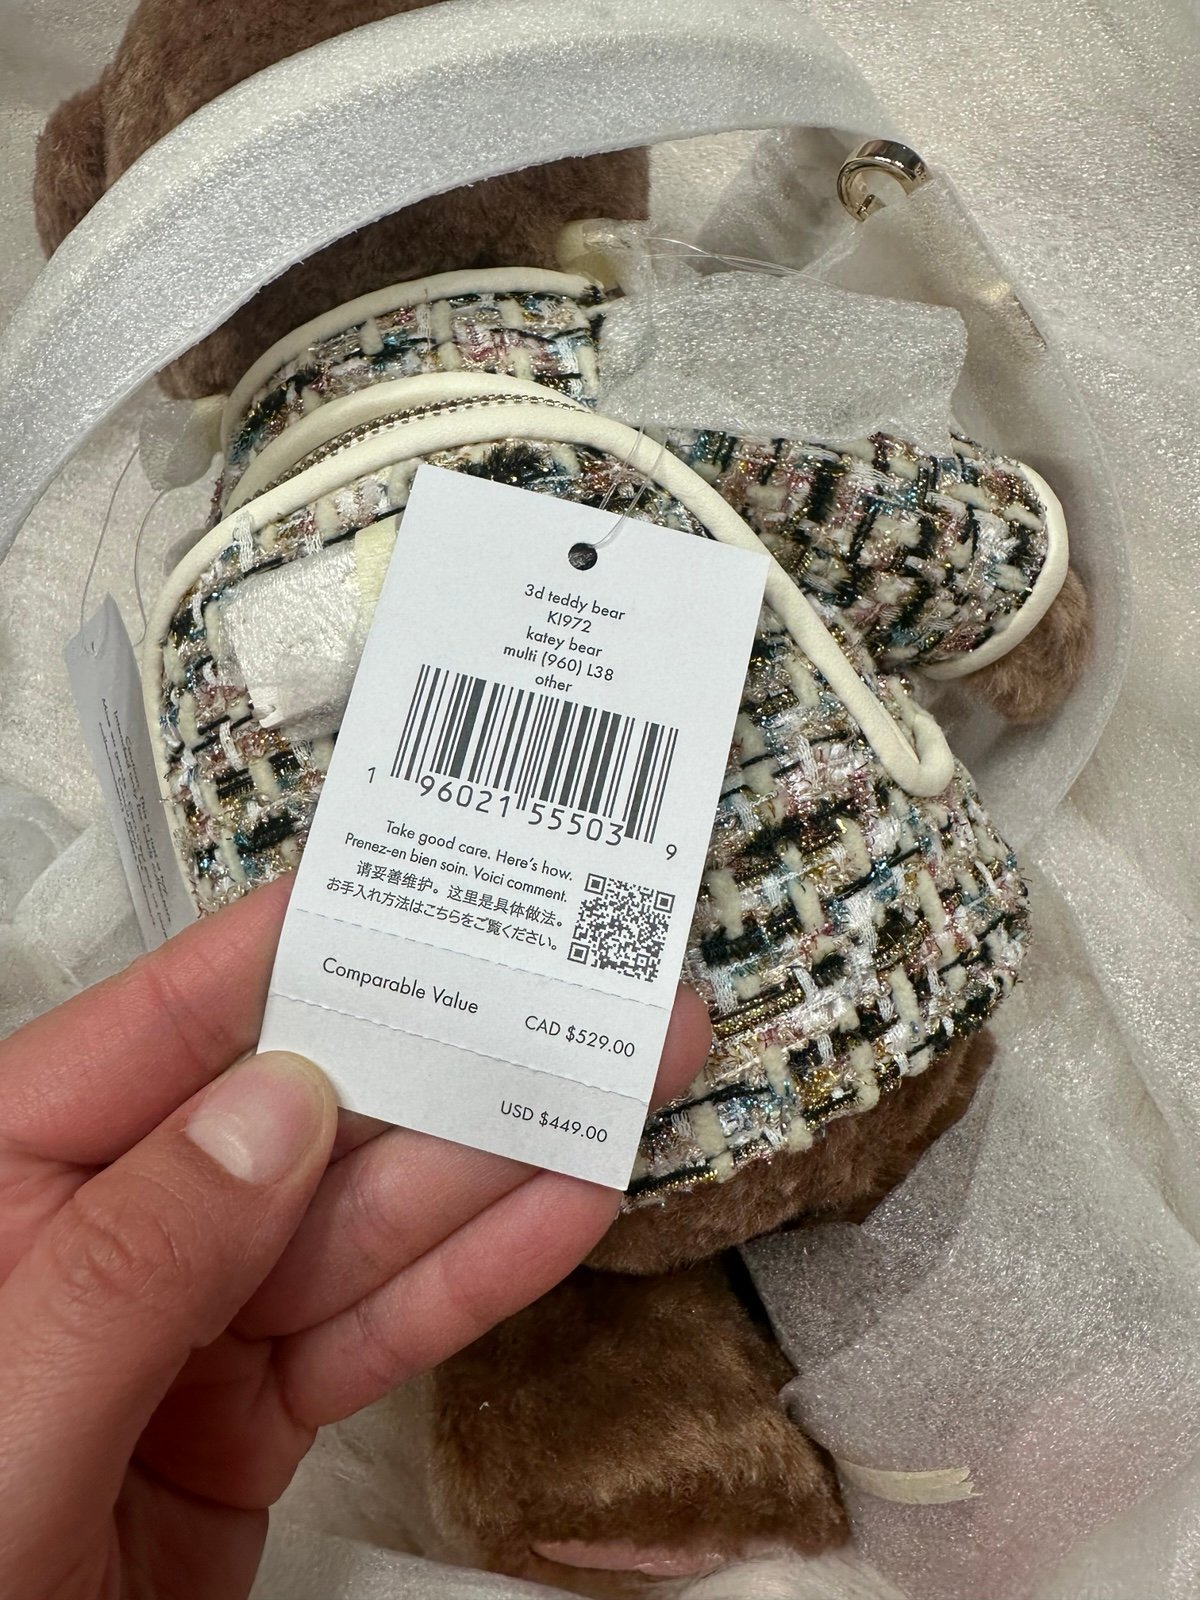 3d teddy bear
KI972
katey bear
multi (960) L38
other
1 96021 55503 9
Take good care. Here's how.
Prenez-en bien soin. Voici comment.
请妥善维护。这里是具体做法。
お手入れ方法はこちらをご覧ください。
Comparable Value
CAD $529.00
USD $449.00